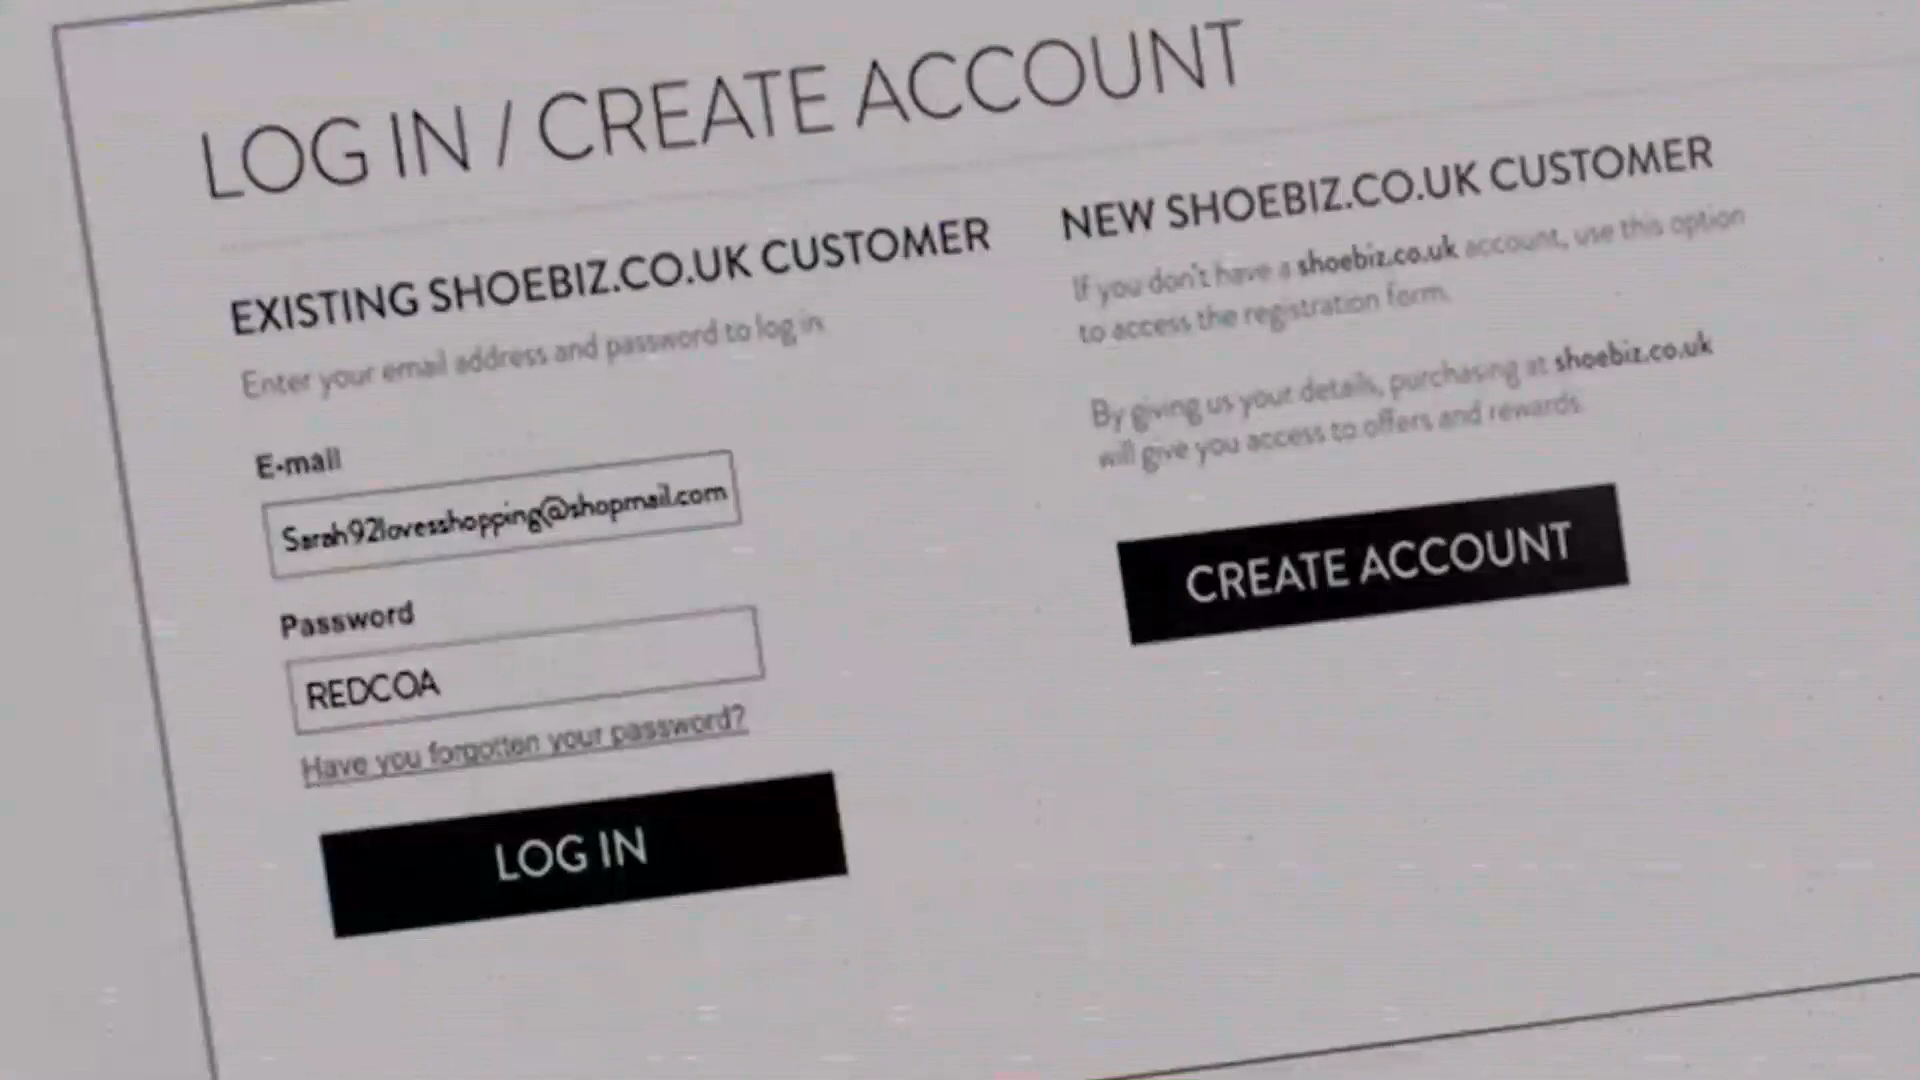 LOG IN / CREATE ACCOUNT
EXISTING SHOEBIZ.CO.UK CUSTOMER
Enter your email address and password to log in
E-mail
Sarah92lovesshopping@shopmail.com
Password
REDCOA
Have you forgotten your password?
LOG IN
NEW SHOEBIZ.CO.UK CUSTOMER
If you don't have a shoebiz.co.uk account, use this option
to access the registration form.
By giving us your details, purchasing at shoebiz.co.uk
will give you access to offers and rewards.
CREATE ACCOUNT